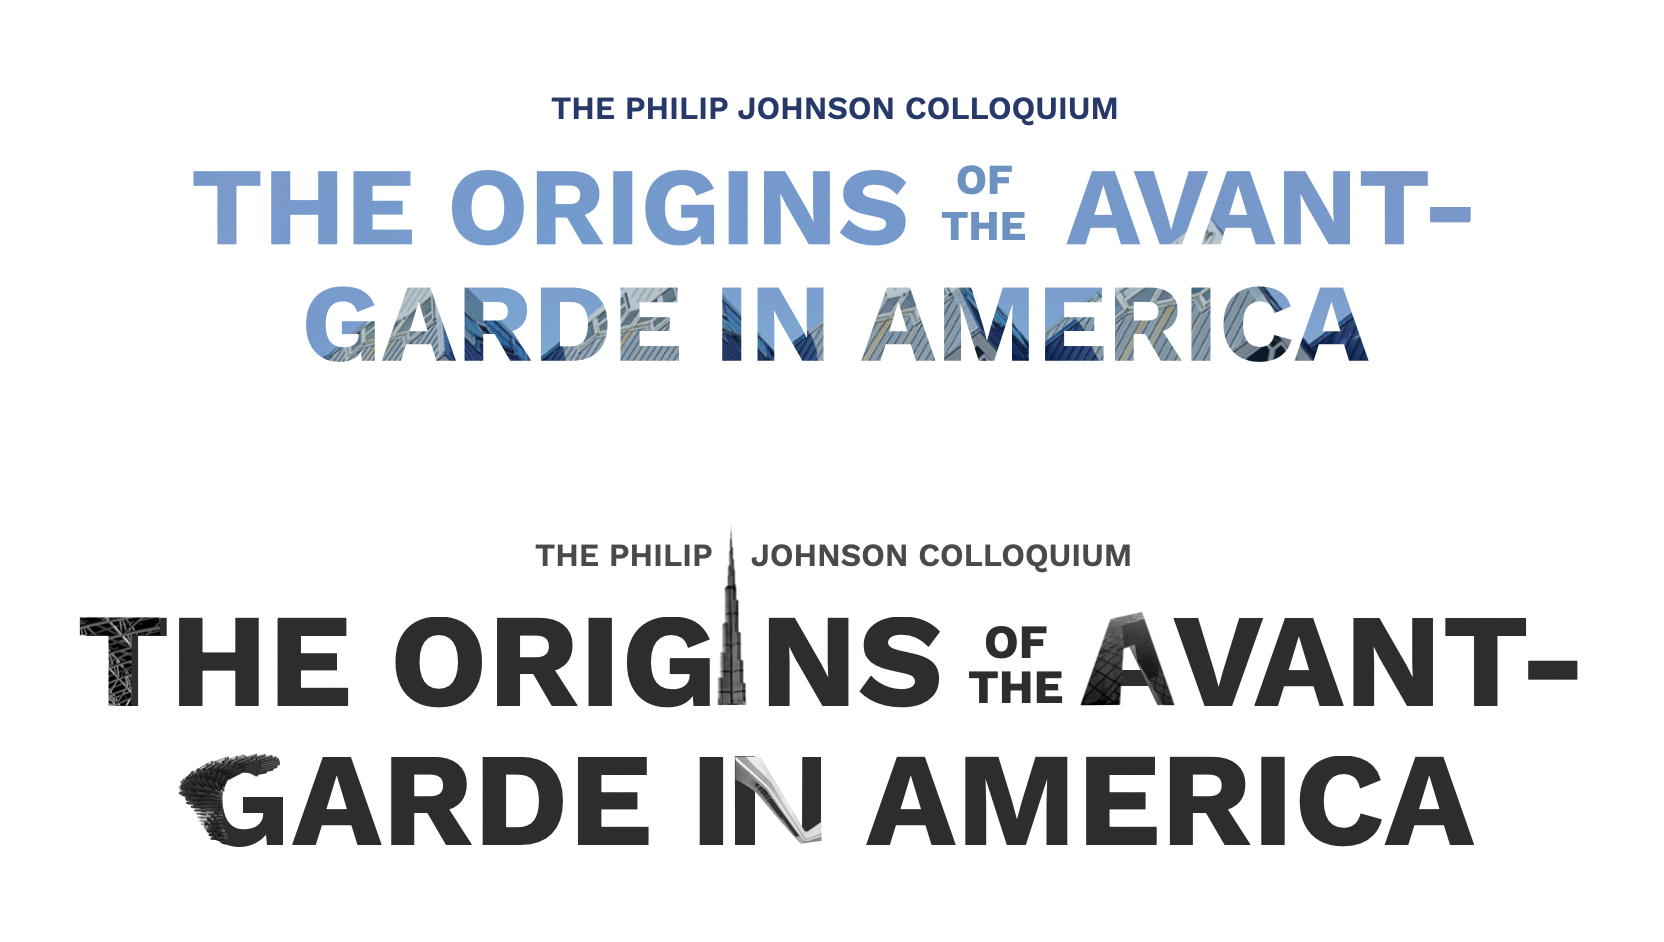 THE PHILIP JOHNSON COLLOQUIUM
THE ORIGINS OF THE AVANT-
GARDE IN AMERICA
THE PHILIP JOHNSON COLLOQUIUM
THE ORIGINS OF THE AVANT-
GARDE IN AMERICA